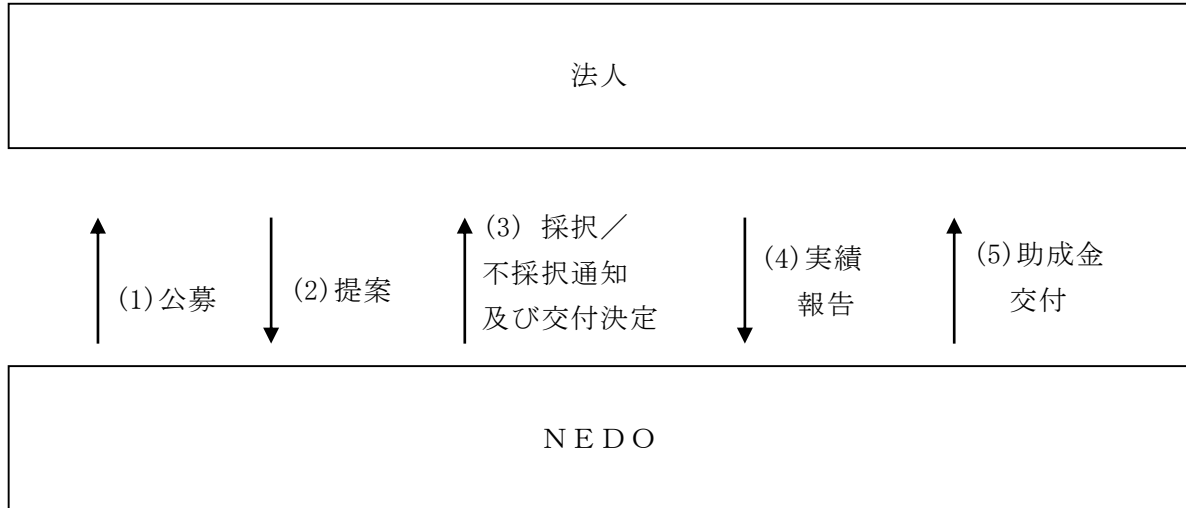 法人
(1)公募
(2)提案
(3) 採択／
不採択通知
及び交付決定
(4)実績
報告
(5)助成金
交付
ＮＥＤＯ